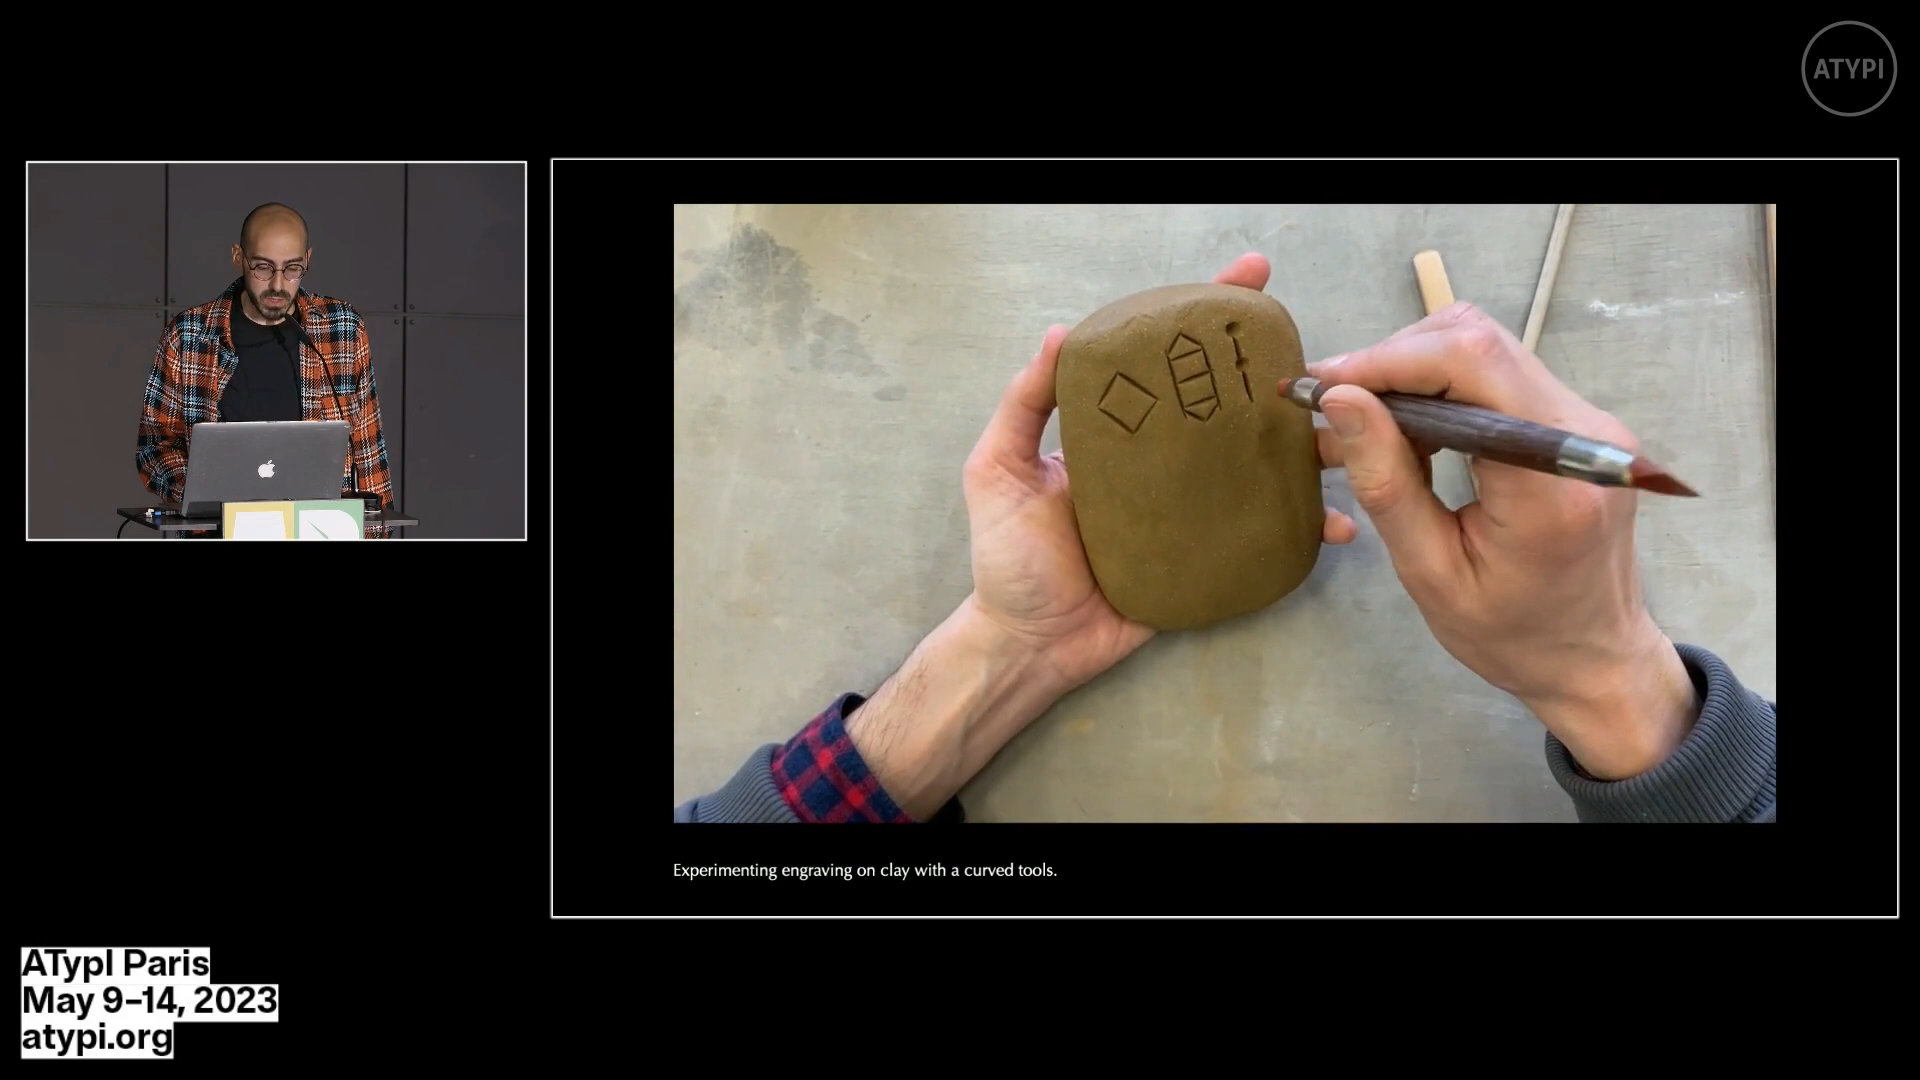 ATYPI
Experimenting engraving on clay with a curved tools.
ATypI Paris
May 9–14, 2023
atypi.org